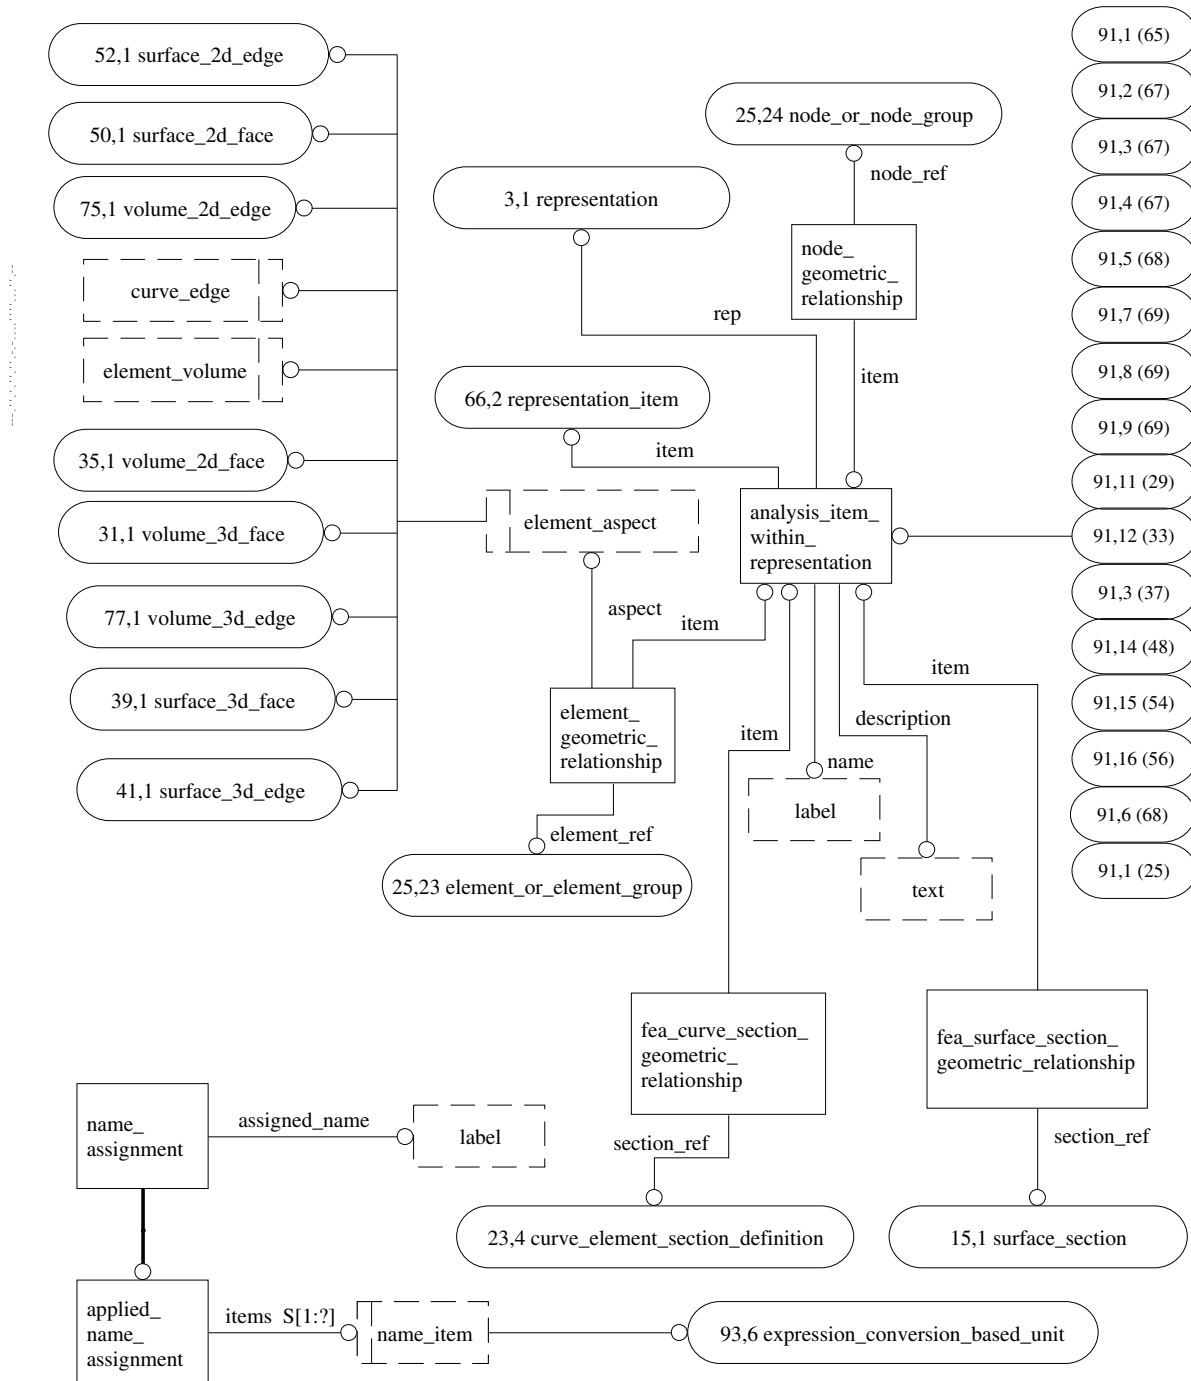 52,1 surface_2d_edge
50,1 surface_2d_face
75,1 volume_2d_edge
curve_edge
element_volume
35,1 volume_2d_face
31,1 volume_3d_face
77,1 volume_3d_edge
39,1 surface_3d_face
41,1 surface_3d_edge
3,1 representation
rep
66,2 representation_item
item
element_aspect
aspect
item
element_
geometric_
relationship
element_ref
25,23 element_or_element_group
25,24 node_or_node_group
node_ref
node_
geometric_
relationship
item
analysis_item_
within_
representation
item
name
label
description
text
item
91,1 (65)
91,2 (67)
91,3 (67)
91,4 (67)
91,5 (68)
91,7 (69)
91,8 (69)
91,9 (69)
91,11 (29)
91,12 (33)
91,3 (37)
91,14 (48)
91,15 (54)
91,16 (56)
91,6 (68)
91,1 (25)
fea_curve_section_
geometric_
relationship
section_ref
23,4 curve_element_section_definition
fea_surface_section_
geometric_relationship
section_ref
15,1 surface_section
name_
assignment
assigned_name
label
applied_
name_
assignment
items S[1:?]
name_item
93,6 expression_conversion_based_unit